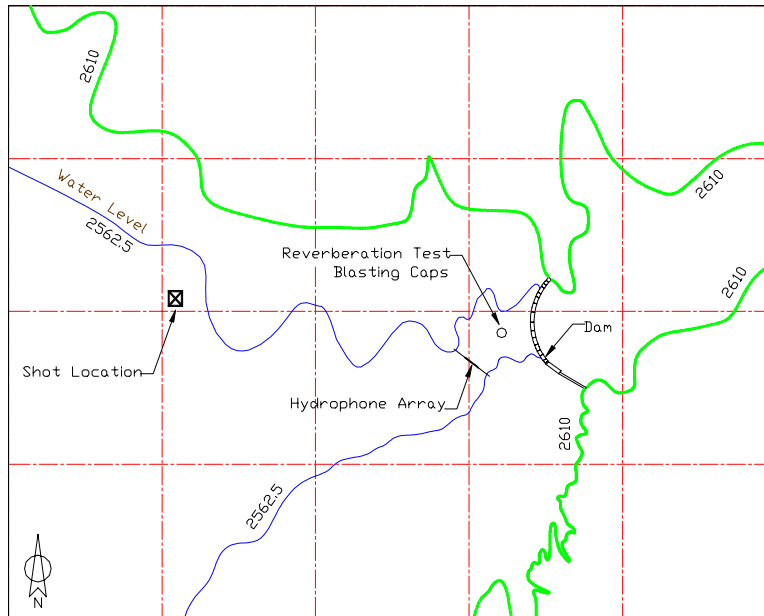 2610
Water Level
2562.5
2610
Reverberation Test
Blasting Caps
2610
Dam
Shot Location
Hydrophone Array
2610
2562.5
N